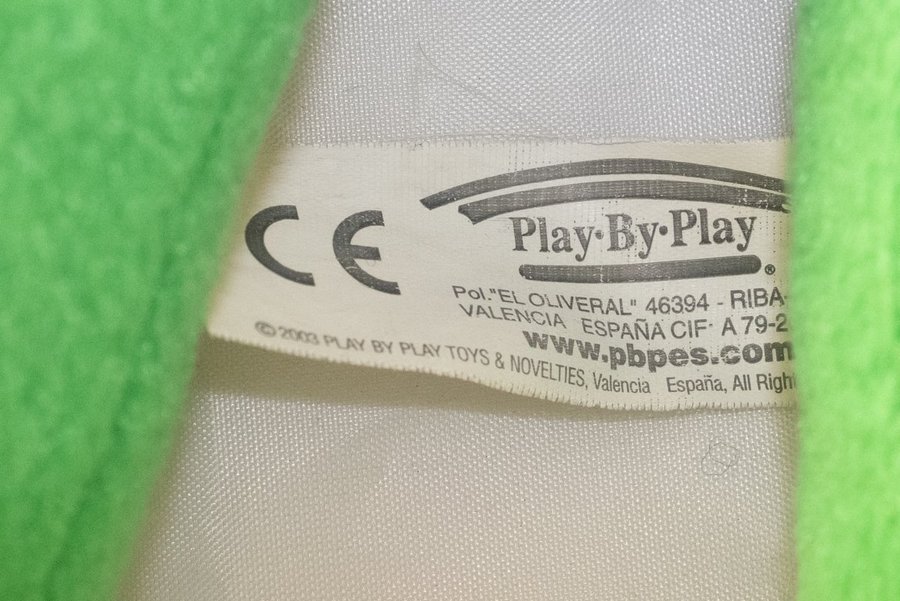 CE
Play·By·Play®
Pol."EL OLIVERAL" 46394 - RIBA-
VALENCIA ESPAÑA CIF· A 79-2
www.pbpes.com
© 2003 PLAY BY PLAY TOYS & NOVELTIES, Valencia España, All Righ